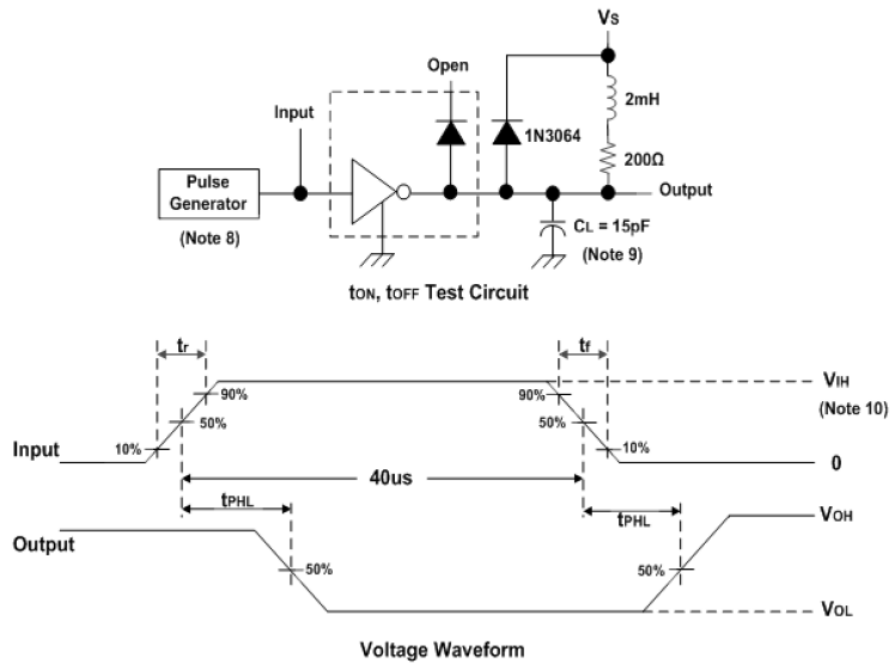 Vs
Open
2mH
Input
1N3064
200Ω
Pulse
Generator
Output
(Note 8)
CL = 15pF
(Note 9)
tON, tOFF Test Circuit
tr
tf
90%
90%
VIH
(Note 10)
50%
50%
Input
10%
10%
0
40us
tPHL
tPHL
VOH
Output
50%
50%
VOL
Voltage Waveform